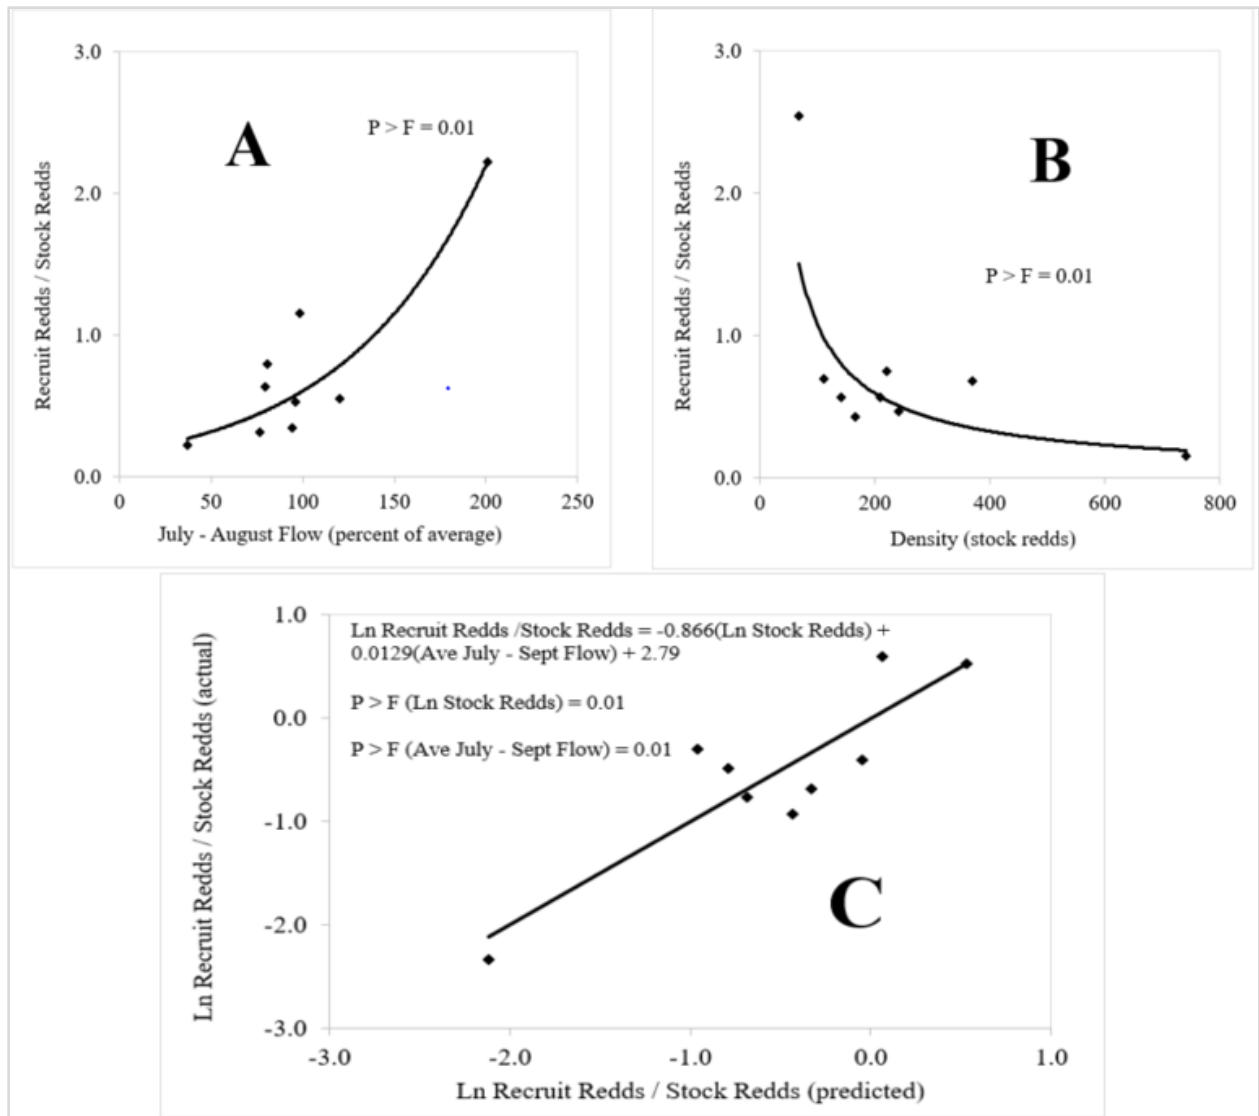 3.0
A
P > F = 0.01
2.0
Recruit Redds / Stock Redds
1.0
0.0
0 50 100 150 200 250
July - August Flow (percent of average)
3.0
B
2.0
Recruit Redds / Stock Redds
P > F = 0.01
1.0
0.0
0 200 400 600 800
Density (stock redds)
1.0
Ln Recruit Redds /Stock Redds = -0.866(Ln Stock Redds) +
0.0129(Ave July - Sept Flow) + 2.79
P > F (Ln Stock Redds) = 0.01
0.0
P > F (Ave July - Sept Flow) = 0.01
Ln Recruit Redds / Stock Redds (actual)
-1.0
C
-2.0
-3.0
-3.0 -2.0 -1.0 0.0 1.0
Ln Recruit Redds / Stock Redds (predicted)